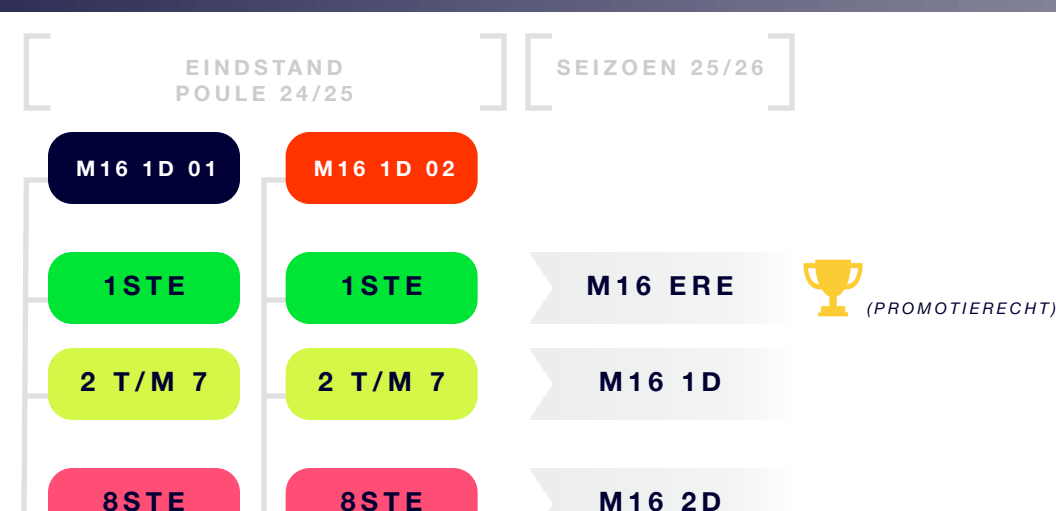 EINDSTAND
POULE 24/25
SEIZOEN 25/26
M16 1D 01
M16 1D 02
1STE
1STE
M16 ERE
(PROMOTIERECHT)
2 T/M 7
2 T/M 7
M16 1D
8STE
8STE
M16 2D